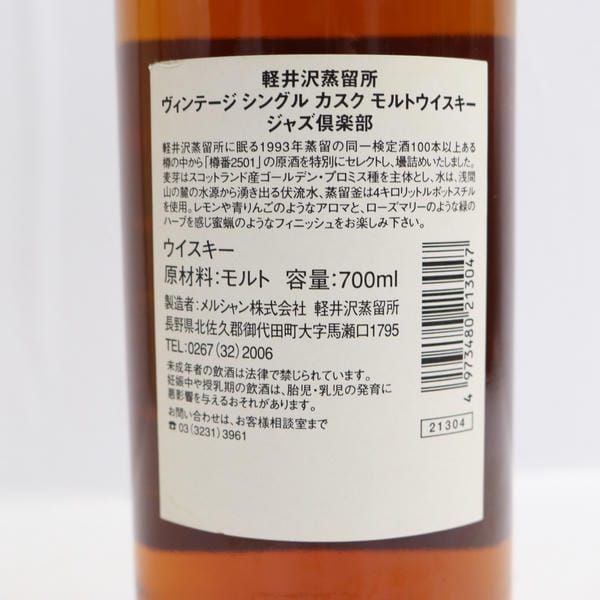 軽井沢蒸留所
ヴィンテージ シングル カスク モルトウイスキー
ジャズ倶楽部
軽井沢蒸留所に眠る1993年蒸留の同一検定酒100本以上ある
樽の中から「樽番2501」の原酒を特別にセレクトし、壜詰めいたしました。
麦芽はスコットランド産ゴールデン・プロミス種を主体とし、水は、浅間
山の麓の水源から湧き出る伏流水、蒸留釜は4キロリットルポットスチル
を使用。レモンや青りんごのようなアロマと、ローズマリーのような緑の
ハーブを感じ蜜蝋のようなフィニッシュをお楽しみ下さい。
ウイスキー
原材料:モルト 容量:700ml
製造者:メルシャン株式会社 軽井沢蒸留所
長野県北佐久郡御代田町大字馬瀬口1795
TEL:0267(32)2006
未成年者の飲酒は法律で禁じられています。
妊娠中や授乳期の飲酒は、胎児・乳児の発育に
悪影響を与えるおそれがあります。
お問い合わせは、お客様相談室まで
☎03(3231)3961
4 973480 213047
21304